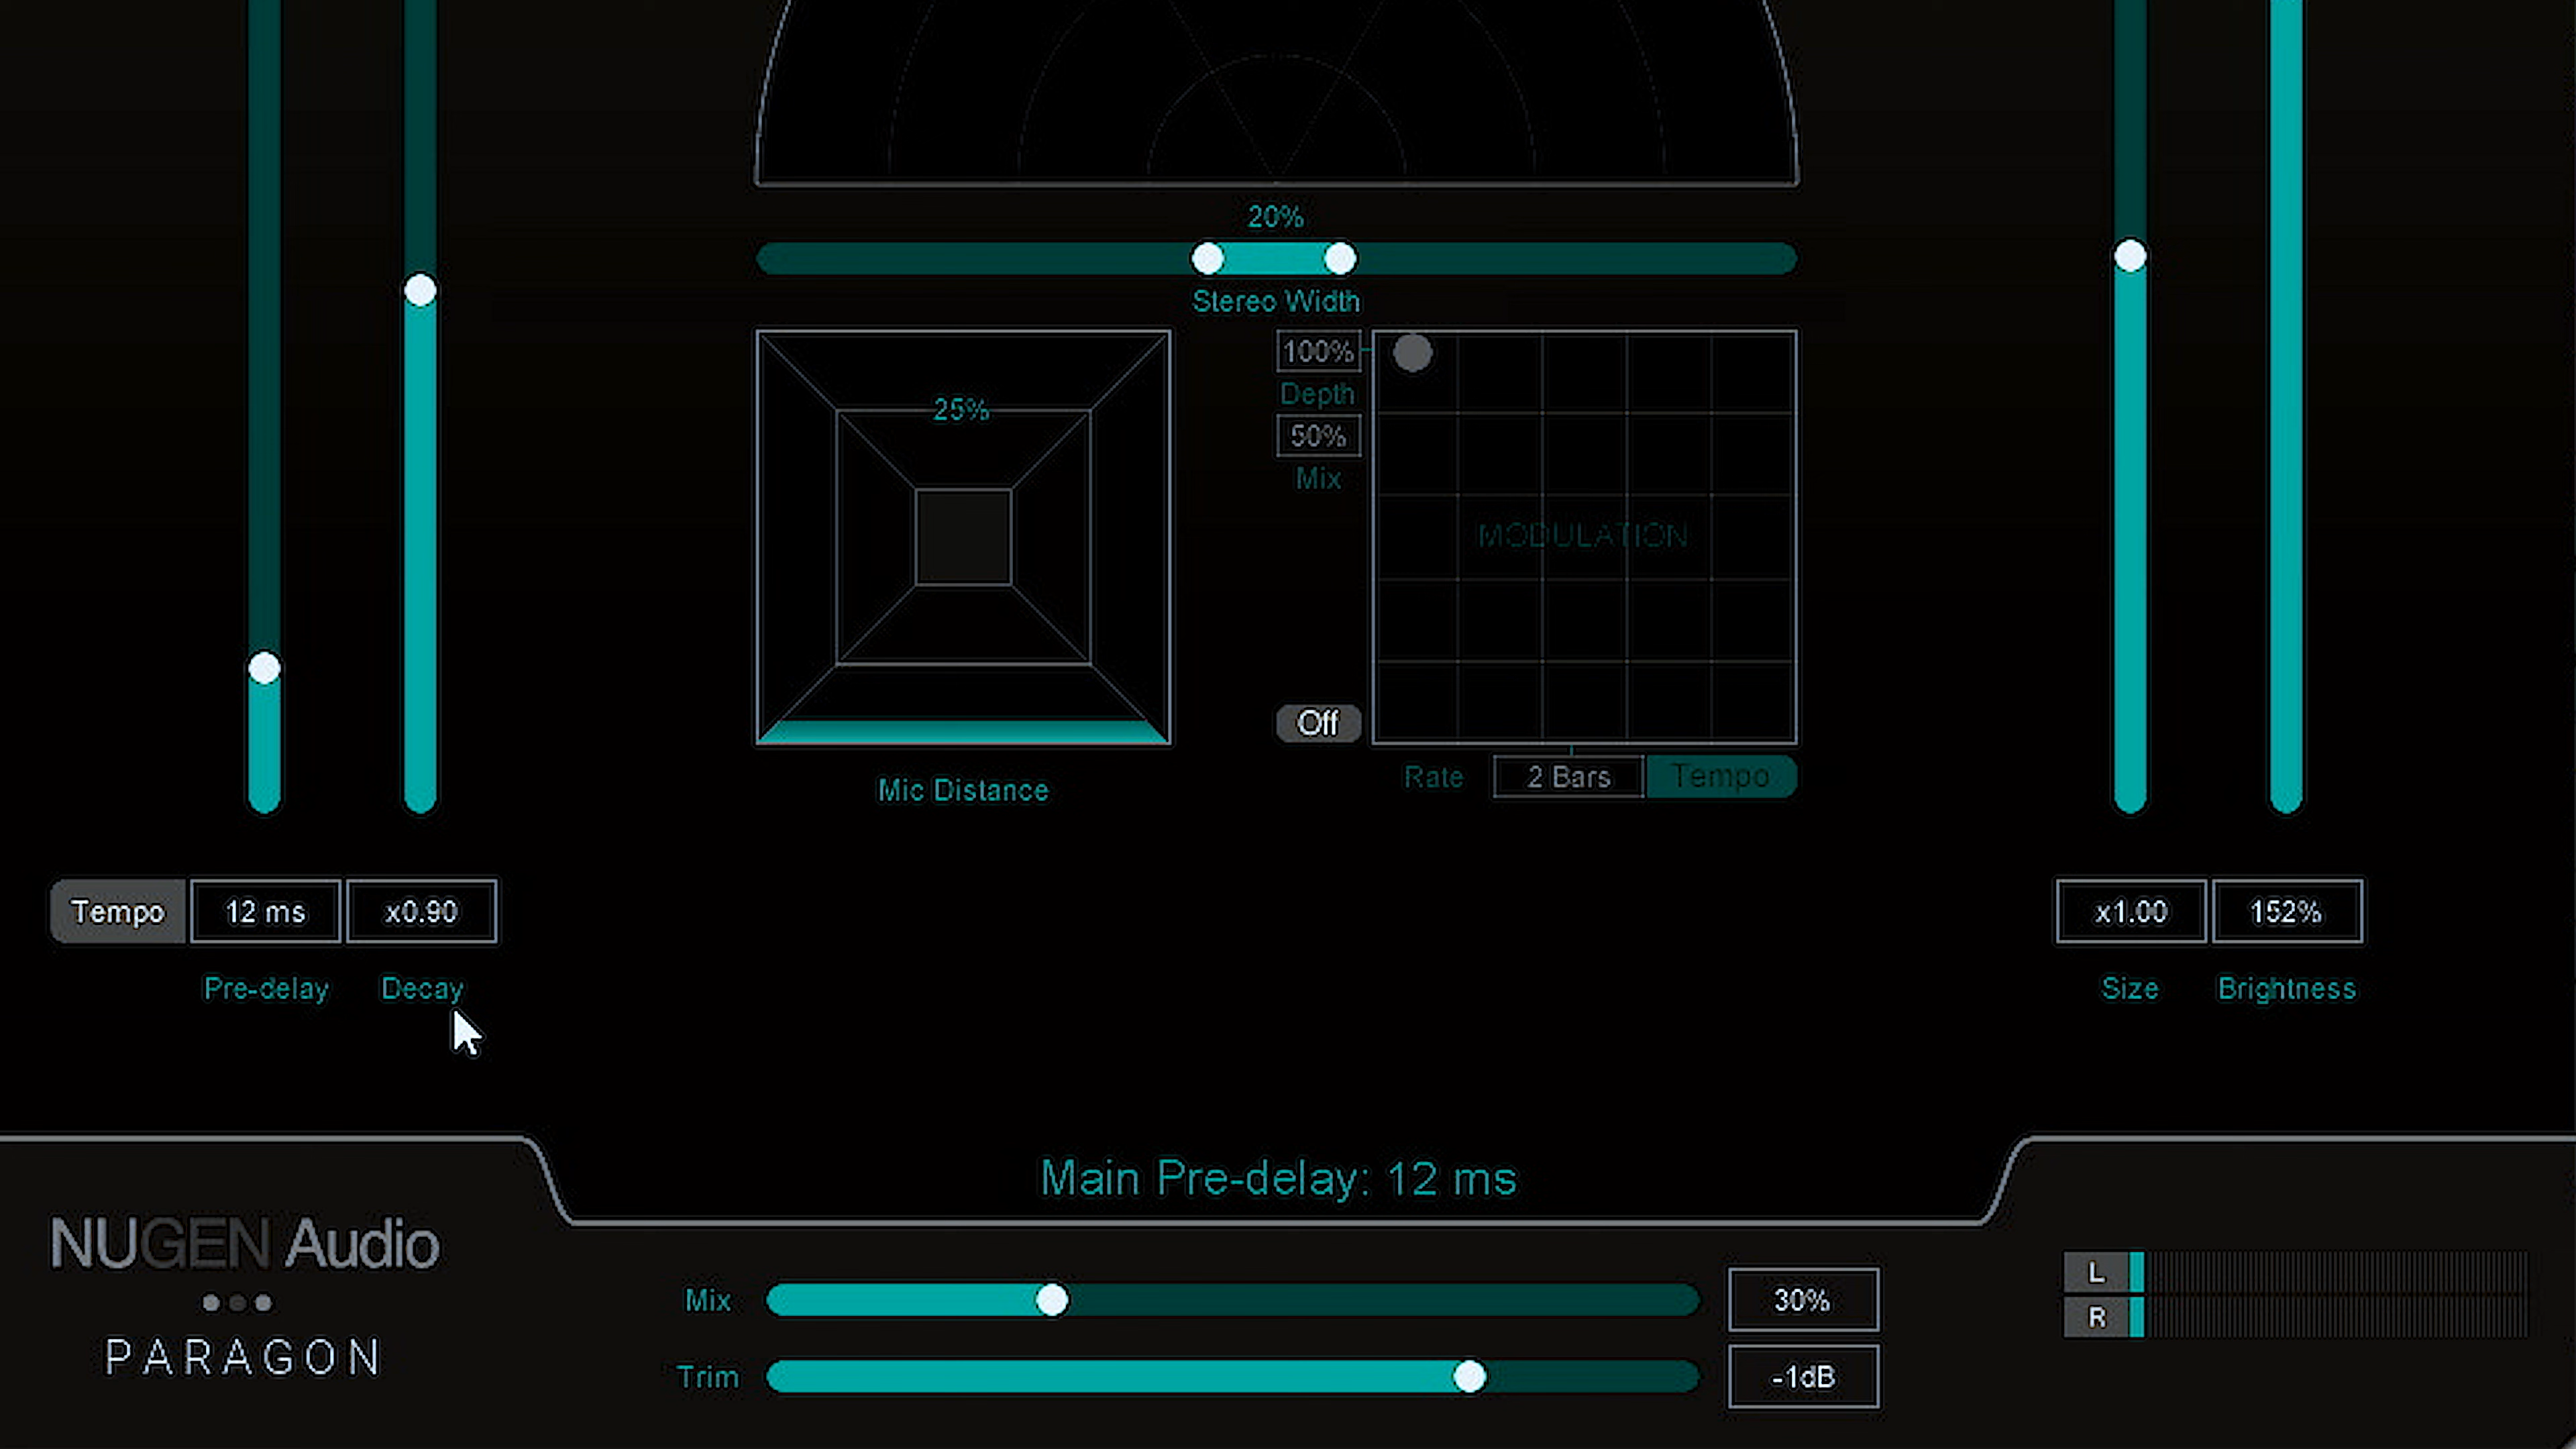 20%
Stereo Width
25%
100%
Depth
50%
Mix
MODULATION
Off
Mic Distance
Rate 2 Bars Tempo
Tempo 12 ms x0.90
Pre-delay Decay
x1.00 152%
Size Brightness
Main Pre-delay: 12 ms
NUGEN Audio
PARAGON
Mix 30%
Trim -1dB
L
R